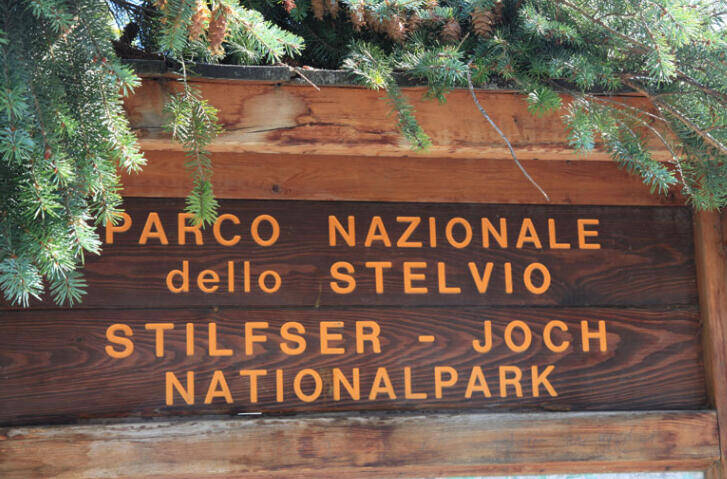 PARCO NAZIONALE
dello STELVIO
STILFSER - JOCH
NATIONALPARK